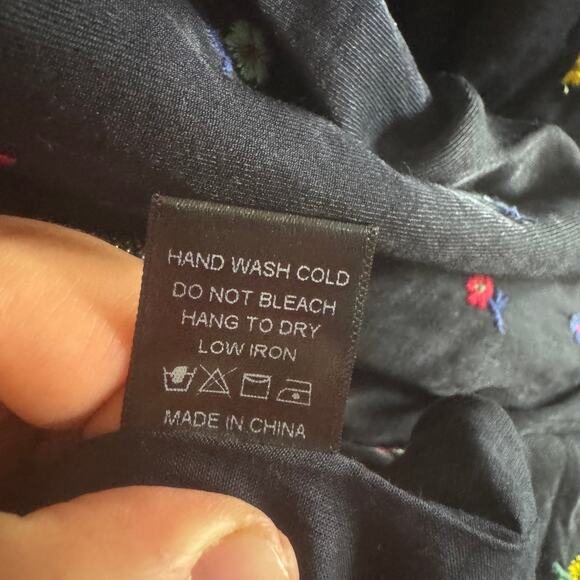 HAND WASH COLD
DO NOT BLEACH
HANG TO DRY
LOW IRON
MADE IN CHINA